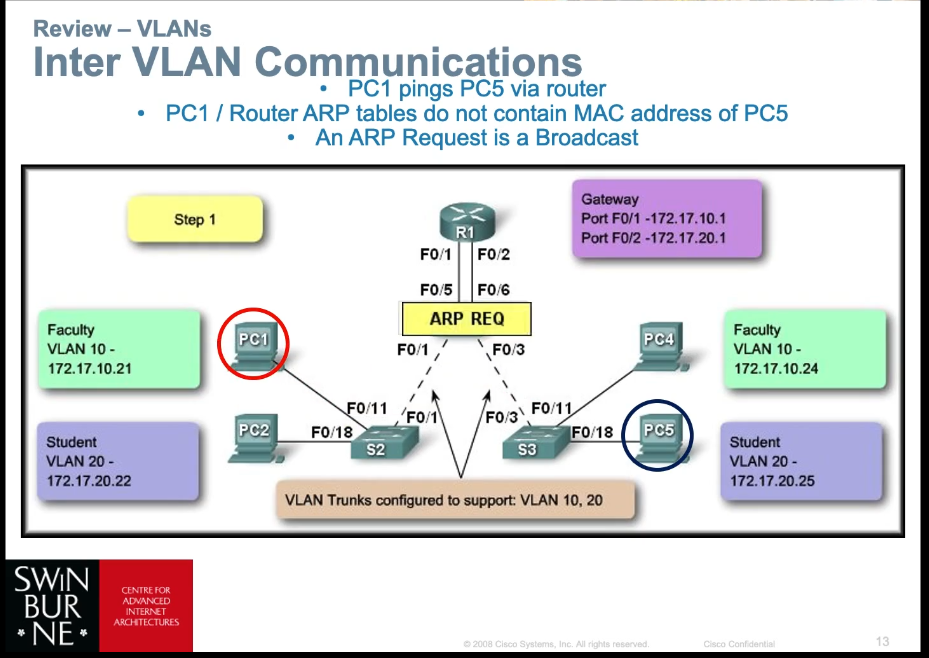 Review – VLANs
Inter VLAN Communications
• PC1 pings PC5 via router
• PC1 / Router ARP tables do not contain MAC address of PC5
• An ARP Request is a Broadcast
Step 1
R1
Gateway
Port F0/1 -172.17.10.1
Port F0/2 -172.17.20.1
F0/1 F0/2
F0/5 F0/6
ARP REQ
F0/1 F0/3
Faculty
VLAN 10 -
172.17.10.21
PC1
PC4
Faculty
VLAN 10 -
172.17.10.24
F0/11 F0/1 F0/3 F0/11
Student
VLAN 20 -
172.17.20.22
PC2
F0/18
S2
S3
F0/18
PC5
Student
VLAN 20 -
172.17.20.25
VLAN Trunks configured to support: VLAN 10, 20
SWIN
BUR
* NE *
CENTRE FOR
ADVANCED
INTERNET
ARCHITECTURES
© 2008 Cisco Systems, Inc. All rights reserved. Cisco Confidential 13